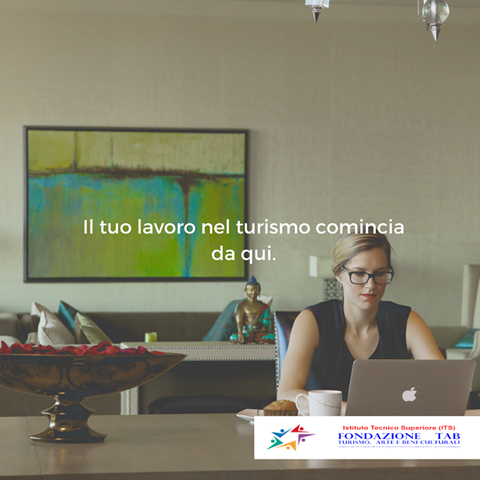 Il tuo lavoro nel turismo comincia
da qui.
Istituto Tecnico Superiore (ITS)
FONDAZIONE TAB
TURISMO, ARTE E BENI CULTURALI